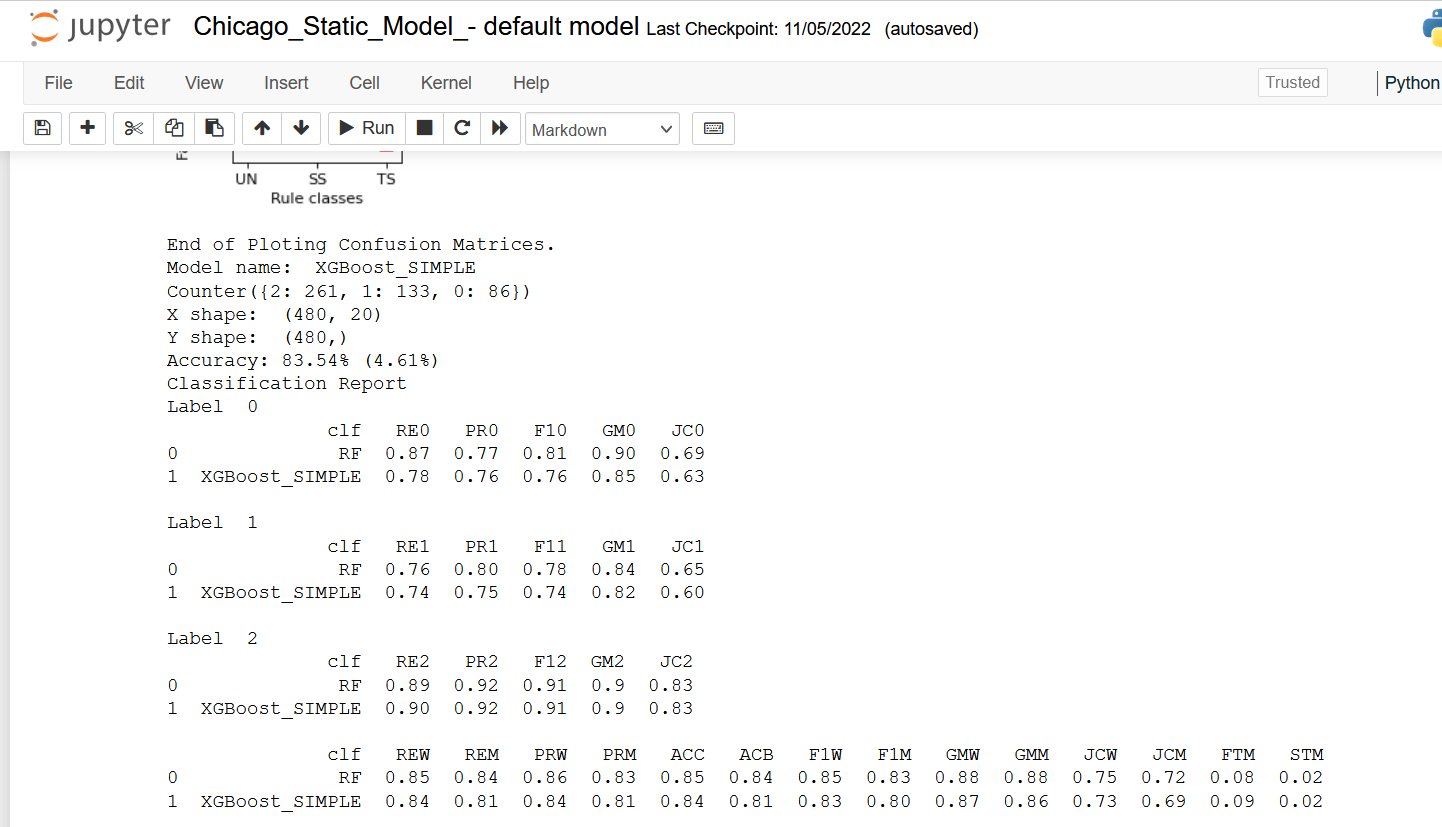 jupyter Chicago_Static_Model_- default model Last Checkpoint: 11/05/2022 (autosaved)
File Edit View Insert Cell Kernel Help Trusted Python
Run Markdown
UN SS TS
Rule classes
End of Ploting Confusion Matrices.
Model name: XGBoost_SIMPLE
Counter({2: 261, 1: 133, 0: 86})
X shape: (480, 20)
Y shape: (480,)
Accuracy: 83.54% (4.61%)
Classification Report
Label 0
clf RE0 PR0 F10 GM0 JC0
0 RF 0.87 0.77 0.81 0.90 0.69
1 XGBoost_SIMPLE 0.78 0.76 0.76 0.85 0.63
Label 1
clf RE1 PR1 F11 GM1 JC1
0 RF 0.76 0.80 0.78 0.84 0.65
1 XGBoost_SIMPLE 0.74 0.75 0.74 0.82 0.60
Label 2
clf RE2 PR2 F12 GM2 JC2
0 RF 0.89 0.92 0.91 0.9 0.83
1 XGBoost_SIMPLE 0.90 0.92 0.91 0.9 0.83
clf REW REM PRW PRM ACC ACB F1W F1M GMW GMM JCW JCM FTM STM
0 RF 0.85 0.84 0.86 0.83 0.85 0.84 0.85 0.83 0.88 0.88 0.75 0.72 0.08 0.02
1 XGBoost_SIMPLE 0.84 0.81 0.84 0.81 0.84 0.81 0.83 0.80 0.87 0.86 0.73 0.69 0.09 0.02